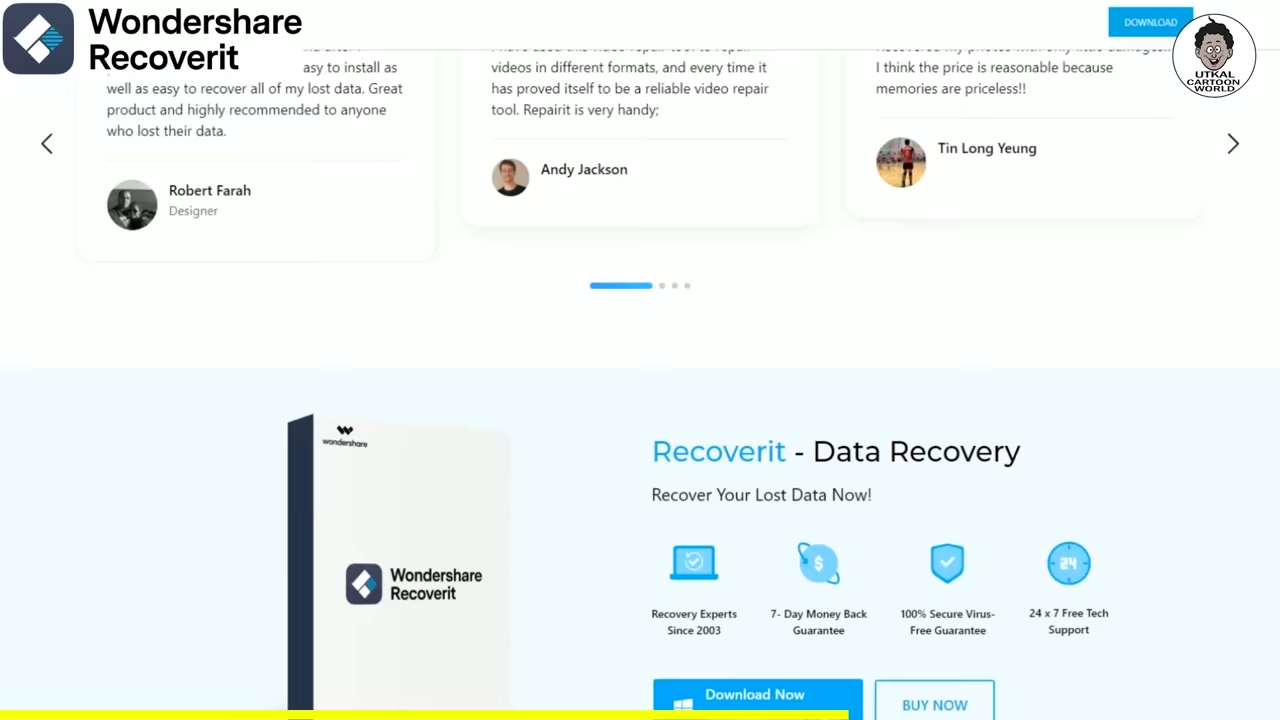 Wondershare
Recoverit
DOWNLOAD
UTKAL
CARTOON
WORLD
asy to install as
well as easy to recover all of my lost data. Great
product and highly recommended to anyone
who lost their data.
Robert Farah
Designer
videos in different formats, and every time it
has proved itself to be a reliable video repair
tool. Repairit is very handy;
Andy Jackson
I think the price is reasonable because
memories are priceless!!
Tin Long Yeung
wondershare
Wondershare
Recoverit
Recoverit - Data Recovery
Recover Your Lost Data Now!
Recovery Experts
Since 2003
7- Day Money Back
Guarantee
100% Secure Virus-
Free Guarantee
24
24 x 7 Free Tech
Support
Download Now
BUY NOW